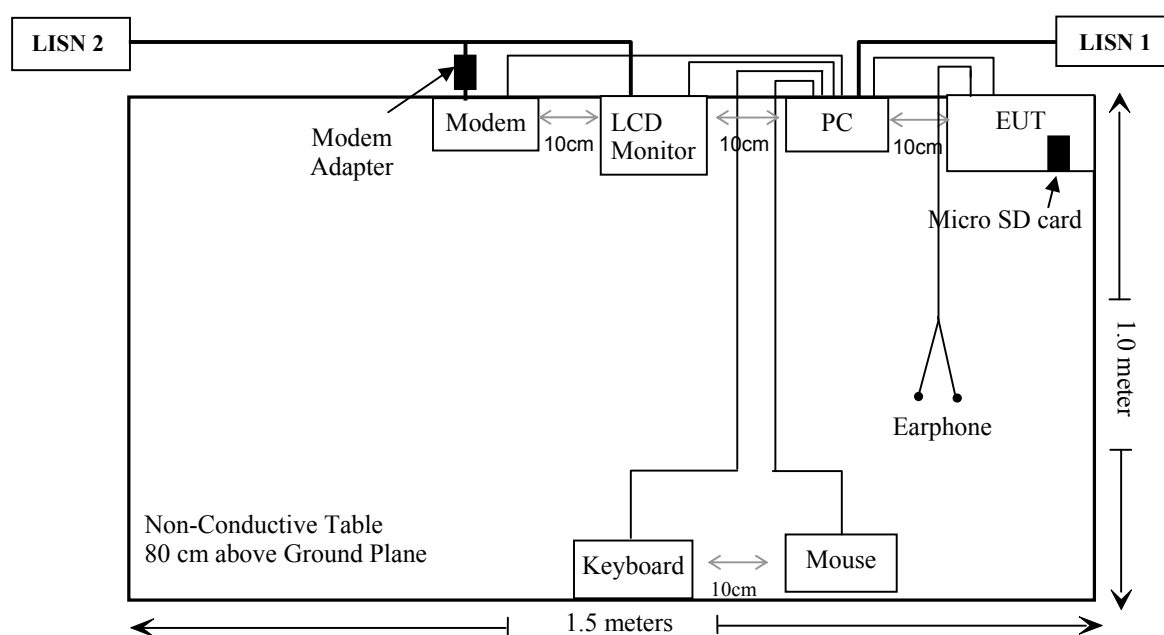 LISN 2
LISN 1
Modem
Adapter
Modem
10cm
LCD
Monitor
10cm
PC
10cm
EUT
Micro SD card
1.0 meter
Earphone
Non-Conductive Table
80 cm above Ground Plane
Keyboard
10cm
Mouse
1.5 meters